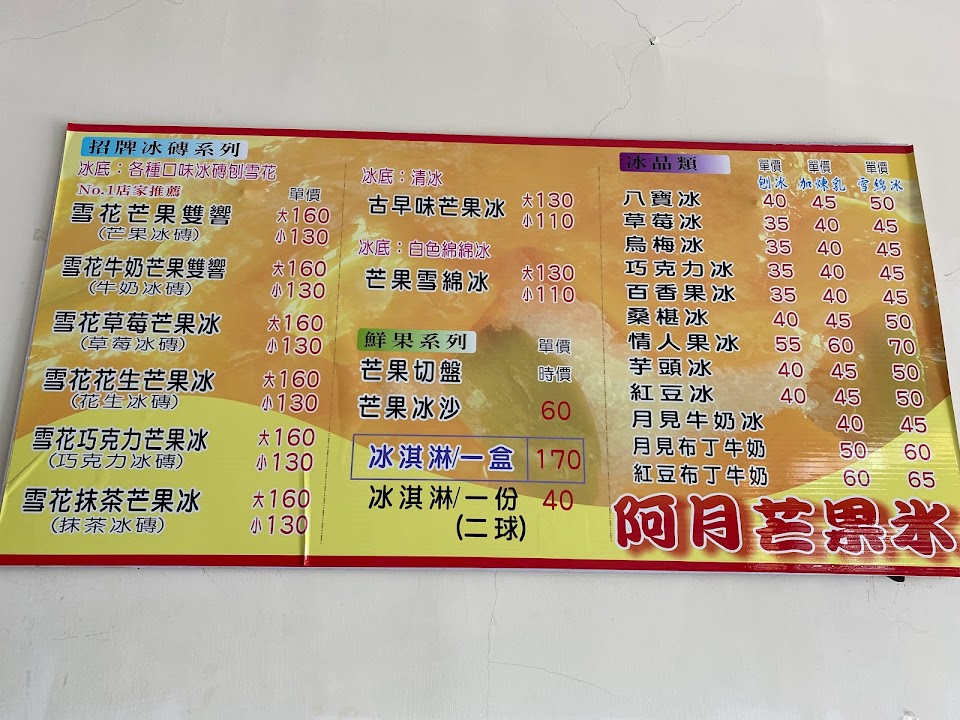 招牌冰磚系列
冰底：各種口味冰磚刨雪花
No.1店家推薦 單價
雪花芒果雙響 大160
(芒果冰磚) 小130
雪花牛奶芒果雙響 大160
(牛奶冰磚) 小130
雪花草莓芒果冰 大160
(草莓冰磚) 小130
雪花花生芒果冰 大160
(花生冰磚) 小130
雪花巧克力芒果冰 大160
(巧克力冰磚) 小130
雪花抹茶芒果冰 大160
(抹茶冰磚) 小130
冰底：清冰
古早味芒果冰 大130
小110
冰底：白色綿綿冰
芒果雪綿冰 大130
小110
鮮果系列 單價
芒果切盤 時價
芒果冰沙 60
冰淇淋/一盒 170
冰淇淋/一份 40
(二球)
冰品類 單價 單價 單價
刨冰 加煉乳 雪綿冰
八寶冰 40 45 50
草莓冰 35 40 45
烏梅冰 35 40 45
巧克力冰 35 40 45
百香果冰 35 40 45
桑椹冰 40 45 50
情人果冰 55 60 70
芋頭冰 40 45 50
紅豆冰 40 45 50
月見牛奶冰 40 45
月見布丁牛奶 50 60
紅豆布丁牛奶 60 65
阿月芒果冰